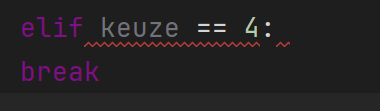 elif keuze == 4:
break